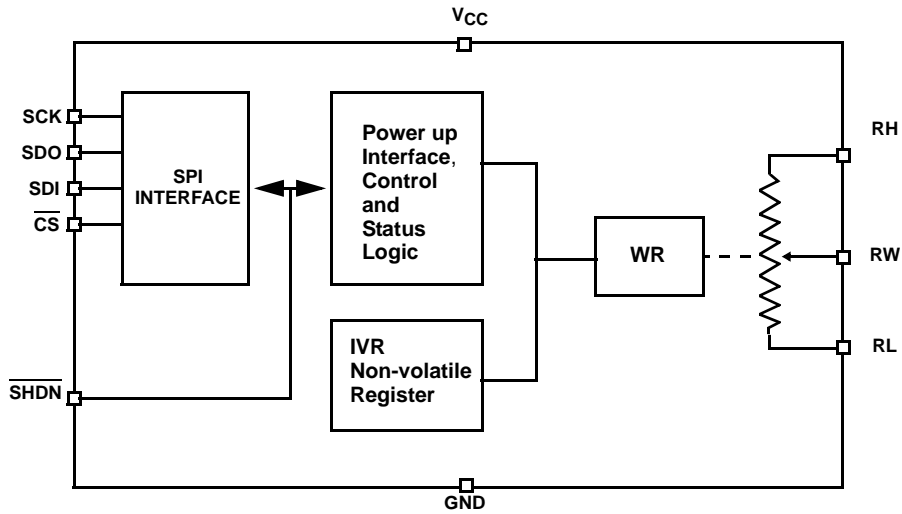 VCC
SCK
SDO
SDI
CS
SHDN
SPI
INTERFACE
Power up
Interface,
Control
and
Status
Logic
IVR
Non-volatile
Register
WR
RH
RW
RL
GND